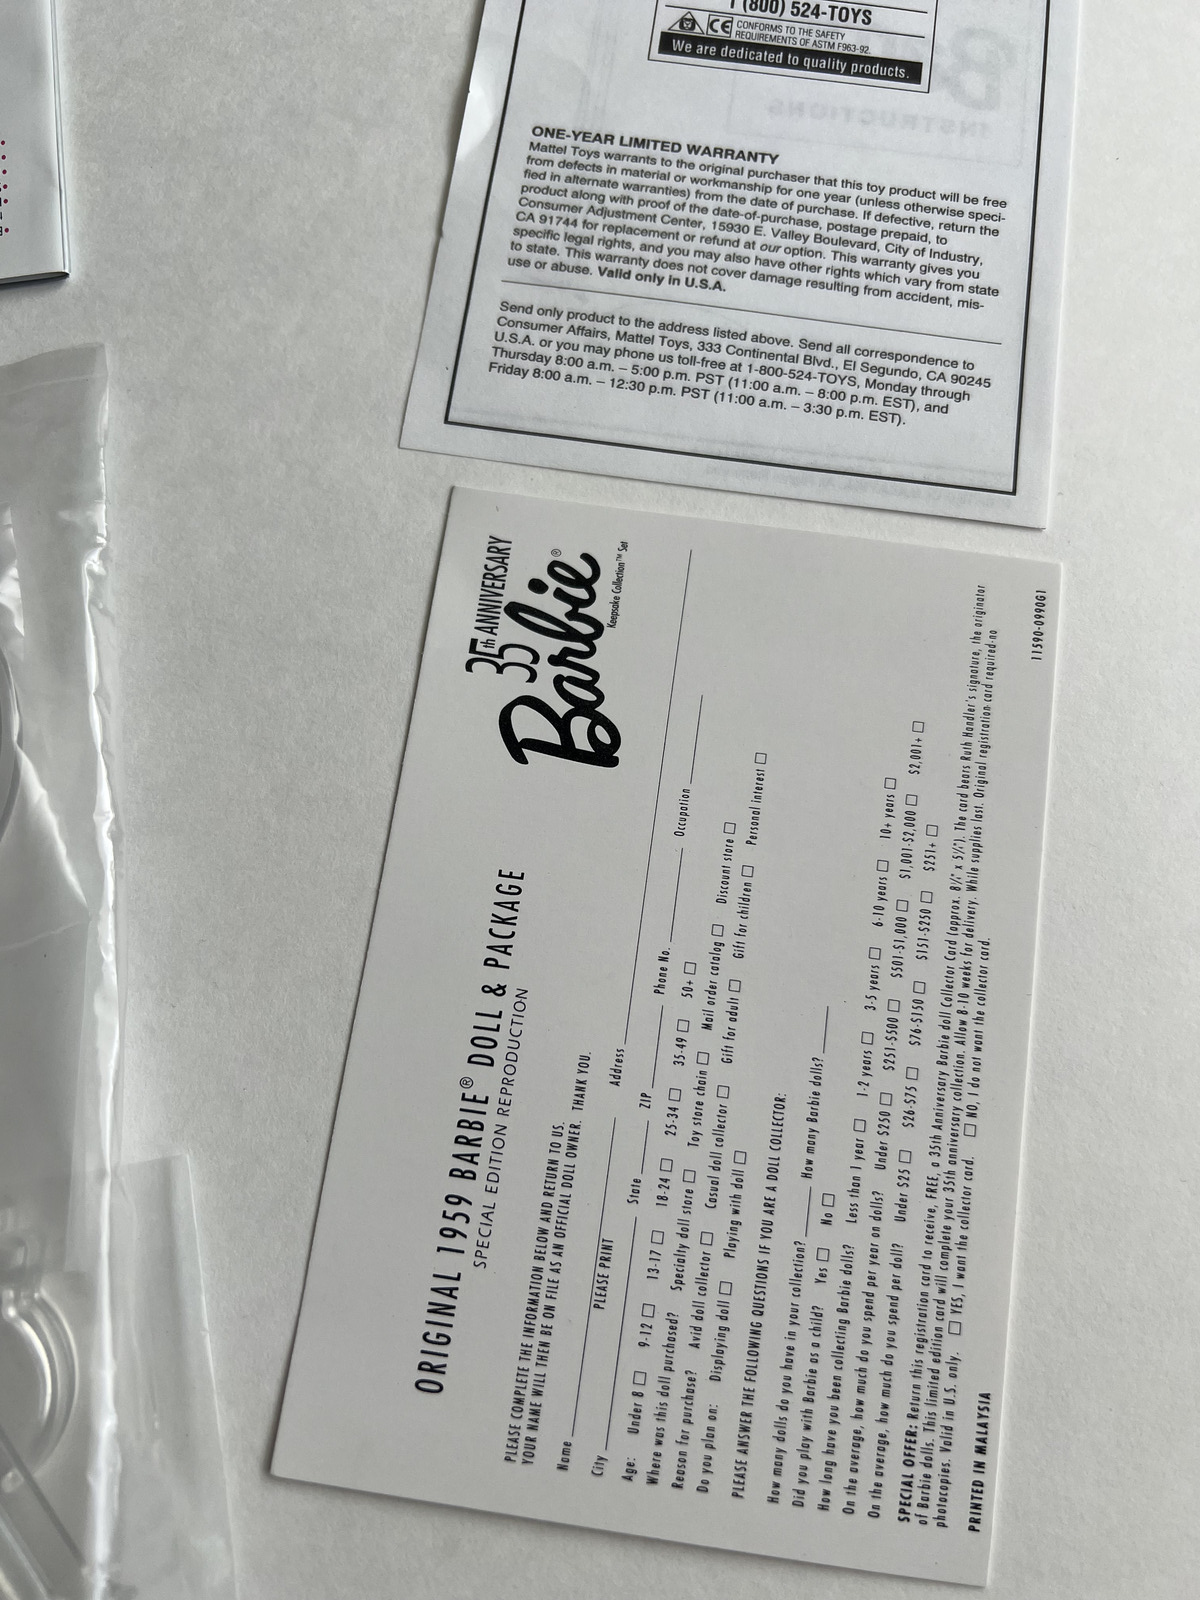 1 (800) 524-TOYS
CE CONFORMS TO THE SAFETY
REQUIREMENTS OF ASTM F963-92.
We are dedicated to quality products.
INSTRUCTIONS
ONE-YEAR LIMITED WARRANTY
Mattel Toys warrants to the original purchaser that this toy product will be free
from defects in material or workmanship for one year (unless otherwise speci-
fied in alternate warranties) from the date of purchase. If defective, return the
product along with proof of the date-of-purchase, postage prepaid, to
Consumer Adjustment Center, 15930 E. Valley Boulevard, City of Industry,
CA 91744 for replacement or refund at our option. This warranty gives you
specific legal rights, and you may also have other rights which vary from state
to state. This warranty does not cover damage resulting from accident, mis-
use or abuse. Valid only in U.S.A.
Send only product to the address listed above. Send all correspondence to
Consumer Affairs, Mattel Toys, 333 Continental Blvd., El Segundo, CA 90245
U.S.A. or you may phone us toll-free at 1-800-524-TOYS, Monday through
Thursday 8:00 a.m. – 5:00 p.m. PST (11:00 a.m. – 8:00 p.m. EST), and
Friday 8:00 a.m. – 12:30 p.m. PST (11:00 a.m. – 3:30 p.m. EST).
35th ANNIVERSARY
35
Barbie®
Keepsake Collection™ Set
ORIGINAL 1959 BARBIE® DOLL & PACKAGE
SPECIAL EDITION REPRODUCTION
PLEASE COMPLETE THE INFORMATION BELOW AND RETURN TO US.
YOUR NAME WILL THEN BE ON FILE AS AN OFFICIAL DOLL OWNER. THANK YOU.
Name PLEASE PRINT Address
City State ZIP Phone No. Occupation
Age: Under 8 □ 9-12 □ 13-17 □ 18-24 □ 25-34 □ 35-49 □ 50+ □
Where was this doll purchased? Specialty doll store □ Toy store chain □ Mail order catalog □ Discount store □
Reason for purchase? Avid doll collector □ Casual doll collector □ Gift for adult □ Gift for children □ Personal interest □
Do you plan on: Displaying doll □ Playing with doll □
PLEASE ANSWER THE FOLLOWING QUESTIONS IF YOU ARE A DOLL COLLECTOR:
How many dolls do you have in your collection? How many Barbie dolls?
Did you play with Barbie as a child? Yes □ No □
How long have you been collecting Barbie dolls? Less than 1 year □ 1-2 years □ 3-5 years □ 6-10 years □ 10+ years □
On the average, how much do you spend per year on dolls? Under $250 □ $251-$500 □ $501-$1,000 □ $1,001-$2,000 □ $2,001+ □
On the average, how much do you spend per doll? Under $25 □ $26-$75 □ $76-$150 □ $151-$250 □ $251+ □
SPECIAL OFFER: Return this registration card to receive, FREE, a 35th Anniversary Barbie doll Collector Card (approx. 8½" x 5½"). The card bears Ruth Handler's signature, the originator
of Barbie dolls. This limited edition card will complete your 35th anniversary collection. Allow 8-10 weeks for delivery. While supplies last. Original registration card required-no
photocopies. Valid in U.S. only. □ YES, I want the collector card. □ NO, I do not want the collector card.
PRINTED IN MALAYSIA
11590-0990G1